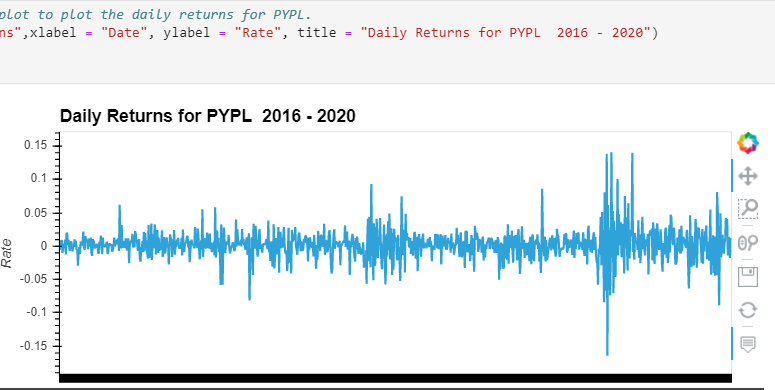 plot to plot the daily returns for PYPL.
ns",xlabel = "Date", ylabel = "Rate", title = "Daily Returns for PYPL  2016 - 2020")
Daily Returns for PYPL  2016 - 2020
0.15
0.1
0.05
0
-0.05
-0.1
-0.15
Rate